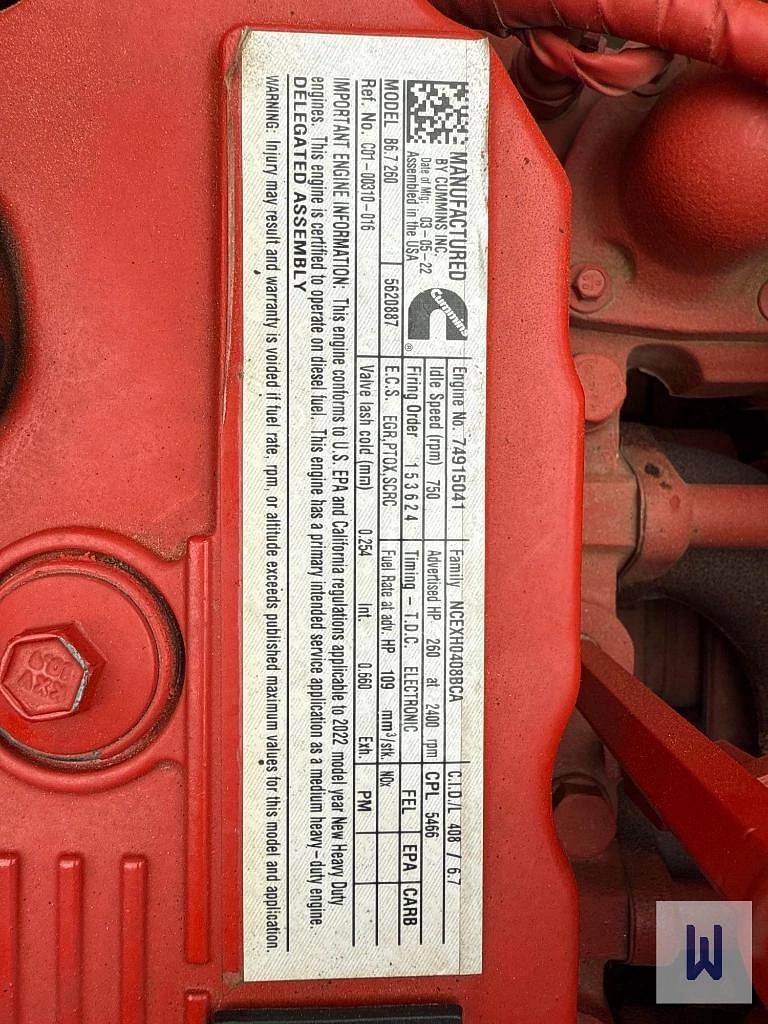 MANUFACTURED
BY CUMMINS INC.
Date of Mfg: 03-05-22
Assembled in the USA
Cummins
®
Engine No. 74915041 Family NCEXH0408BCA C.I.D./L 408 / 6.7
Idle Speed (rpm) 750 Advertised HP 260 at 2400 rpm CPL 5466
Firing Order 153624 Timing - T.D.C. ELECTRONIC FEL EPA CARB
MODEL B6.7 260 5620887 E.C.S. EGR,PTOX,SCRC Fuel Rate at adv. HP 109 mm³/stk. NOx
Ref. No. C01-00310-016 Valve lash cold (mm) 0.254 Int. 0.660 Exh. PM
IMPORTANT ENGINE INFORMATION: This engine conforms to U.S. EPA and California regulations applicable to 2022 model year New Heavy Duty
engines. This engine is certified to operate on diesel fuel. This engine has a primary intended service application as a medium heavy-duty engine.
DELEGATED ASSEMBLY
WARNING: Injury may result and warranty is voided if fuel rate, rpm, or altitude exceeds published maximum values for this model and application.
10.9
W